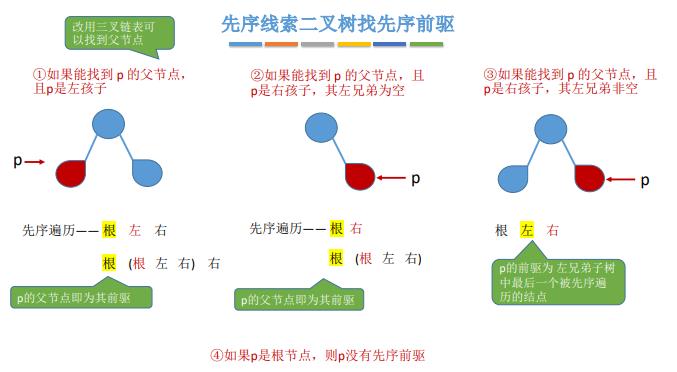 改用三叉链表可
以找到父节点
先序线索二叉树找先序前驱
①如果能找到 p 的父节点，
且p是左孩子
②如果能找到 p 的父节点，且
p是右孩子，其左兄弟为空
③如果能找到 p 的父节点，且
p是右孩子，其左兄弟非空
p
p
p
先序遍历——根 左 右
根 (根 左 右) 右
p的父节点即为其前驱
先序遍历——根 右
根 (根 左 右)
p的父节点即为其前驱
根 左 右
p的前驱为 左兄弟子树
中最后一个被先序遍
历的结点
④如果p是根节点，则p没有先序前驱